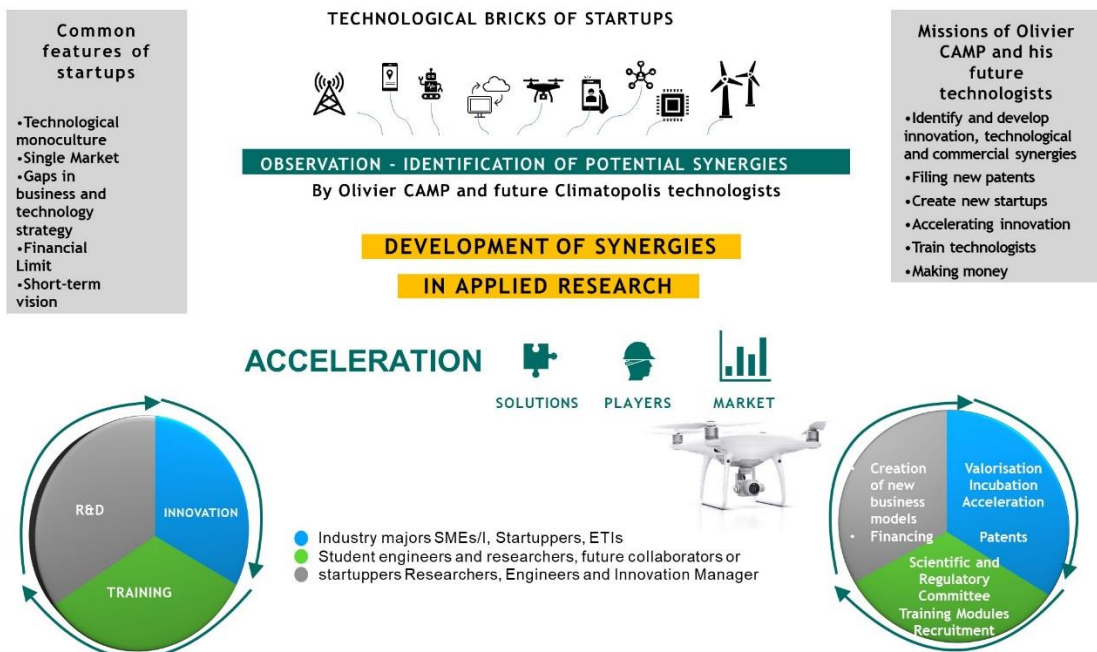 Common
features of
startups
•Technological
monoculture
•Single Market
•Gaps in
business and
technology
strategy
•Financial
Limit
•Short-term
vision
TECHNOLOGICAL BRICKS OF STARTUPS
OBSERVATION - IDENTIFICATION OF POTENTIAL SYNERGIES
By Olivier CAMP and future Climatopolis technologists
DEVELOPMENT OF SYNERGIES
IN APPLIED RESEARCH
Missions of Olivier
CAMP and his
future
technologists
•Identify and develop
innovation, technological
and commercial synergies
•Filing new patents
•Create new startups
•Accelerating innovation
•Train technologists
•Making money
ACCELERATION
SOLUTIONS
PLAYERS
MARKET
R&D
INNOVATION
TRAINING
Industry majors SMEs/I, Startuppers, ETIs
Student engineers and researchers, future collaborators or
startuppers Researchers, Engineers and Innovation Manager
• Creation
of new
business
models
• Financing
Valorisation
Incubation
Acceleration
Patents
Scientific and
Regulatory
Committee
Training Modules
Recruitment